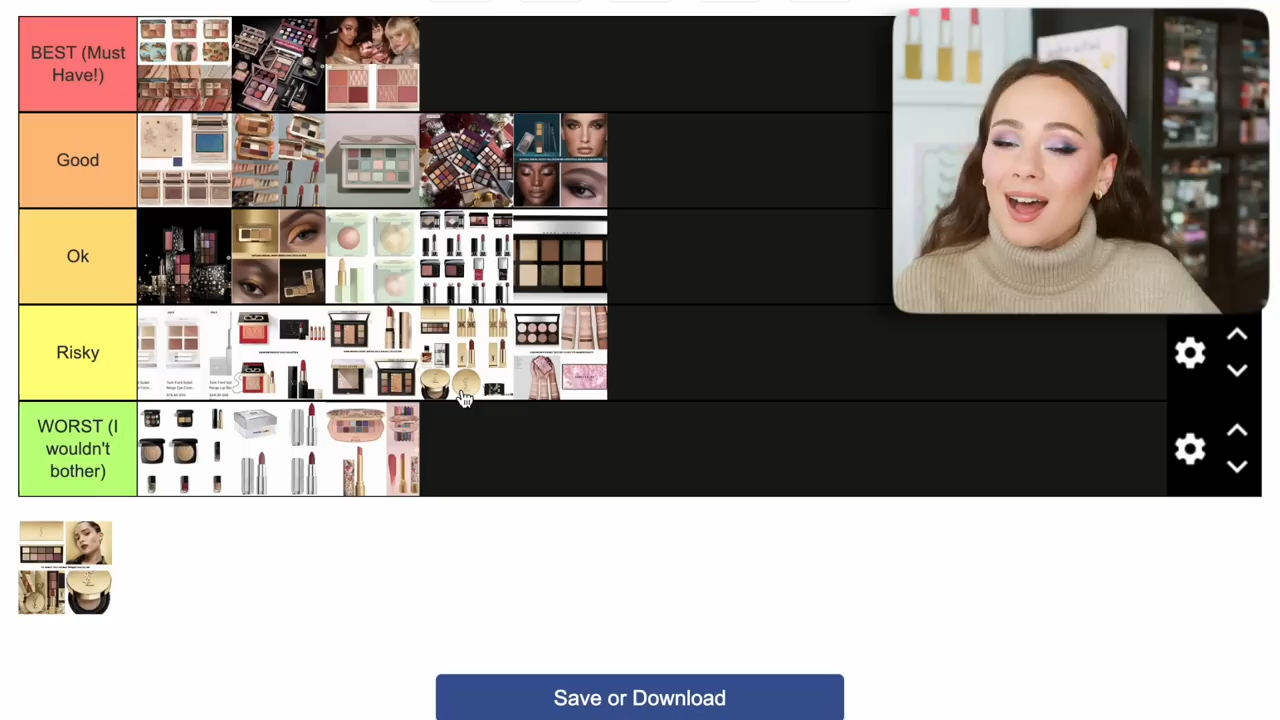 BEST (Must
Have!)
Good
Ok
Risky
WORST (I
wouldn't
bother)
Save or Download